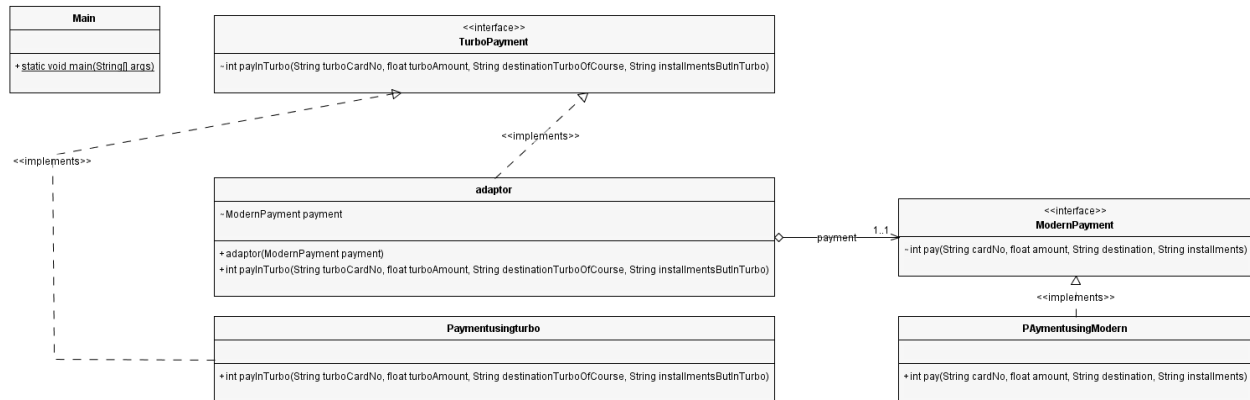 Main
+static void main(String[] args)
<<interface>>
TurboPayment
~int payInTurbo(String turboCardNo, float turboAmount, String destinationTurboOfCourse, String installmentsButInTurbo)
<<implements>>
<<implements>>
adaptor
~ModernPayment payment
+adaptor(ModernPayment payment)
+int payInTurbo(String turboCardNo, float turboAmount, String destinationTurboOfCourse, String installmentsButInTurbo)
payment
1..1
<<interface>>
ModernPayment
~int pay(String cardNo, float amount, String destination, String installments)
<<implements>>
Paymentusingturbo
+int payInTurbo(String turboCardNo, float turboAmount, String destinationTurboOfCourse, String installmentsButInTurbo)
PAymentusingModern
+int pay(String cardNo, float amount, String destination, String installments)